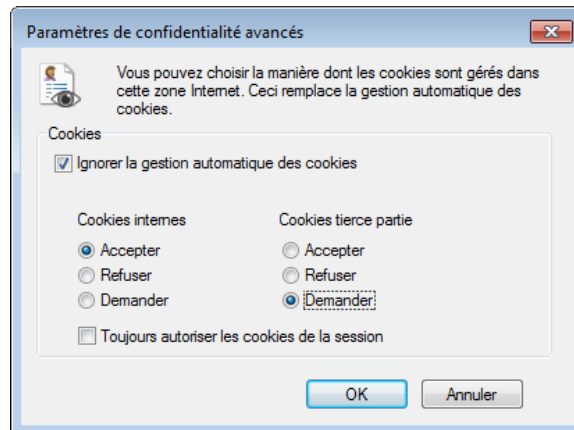 Paramètres de confidentialité avancés
Vous pouvez choisir la manière dont les cookies sont gérés dans
cette zone Internet. Ceci remplace la gestion automatique des
cookies.
Cookies
Ignorer la gestion automatique des cookies
Cookies internes
Cookies tierce partie
Accepter
Accepter
Refuser
Refuser
Demander
Demander
Toujours autoriser les cookies de la session
OK
Annuler